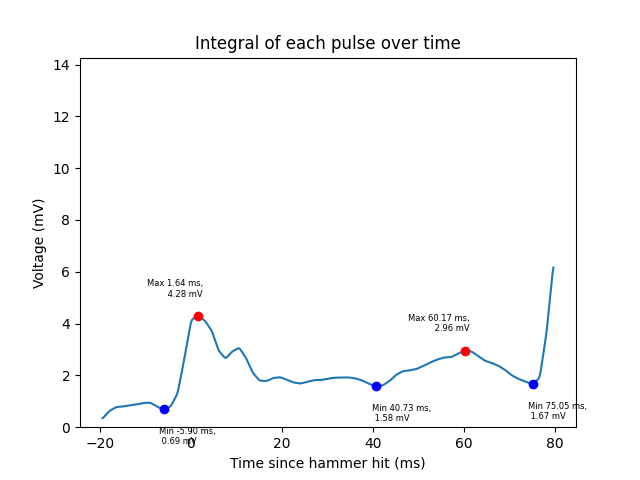 Integral of each pulse over time
Voltage (mV)
14
12
10
8
6
4
2
0
Max 1.64 ms,
4.28 mV
Max 60.17 ms,
2.96 mV
Min -5.90 ms,
0.69 mV
Min 40.73 ms,
1.58 mV
Min 75.05 ms,
1.67 mV
−20 0 20 40 60 80
Time since hammer hit (ms)